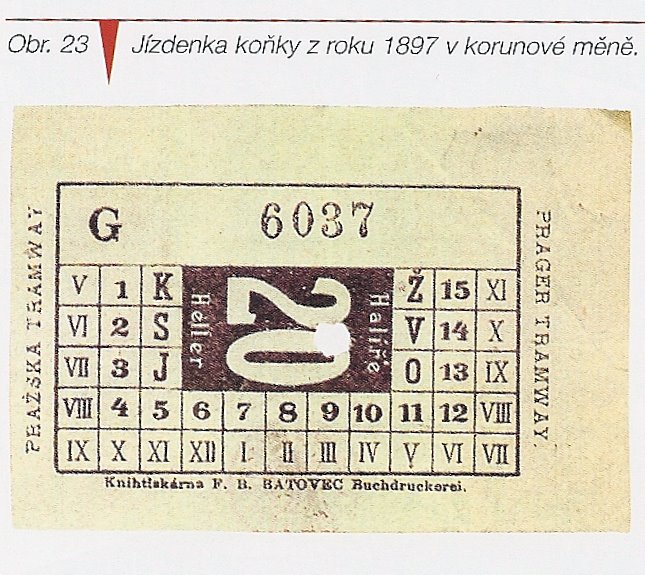 Obr. 23 Jízdenka koňky z roku 1897 v korunové měně.
G 6037
PRAŽSKA TRAMWAY
PRAGER TRAMWAY.
V 1 K Ž 15 XI
VI 2 S V 14 X
VII 3 J O 13 IX
Heller 20 Haliře
VIII 4 5 6 7 8 9 10 11 12 VIII
IX X XI XII I II III IV V VI VII
Knihtiskárna F. B. BATOVEC Buchdruckerei.